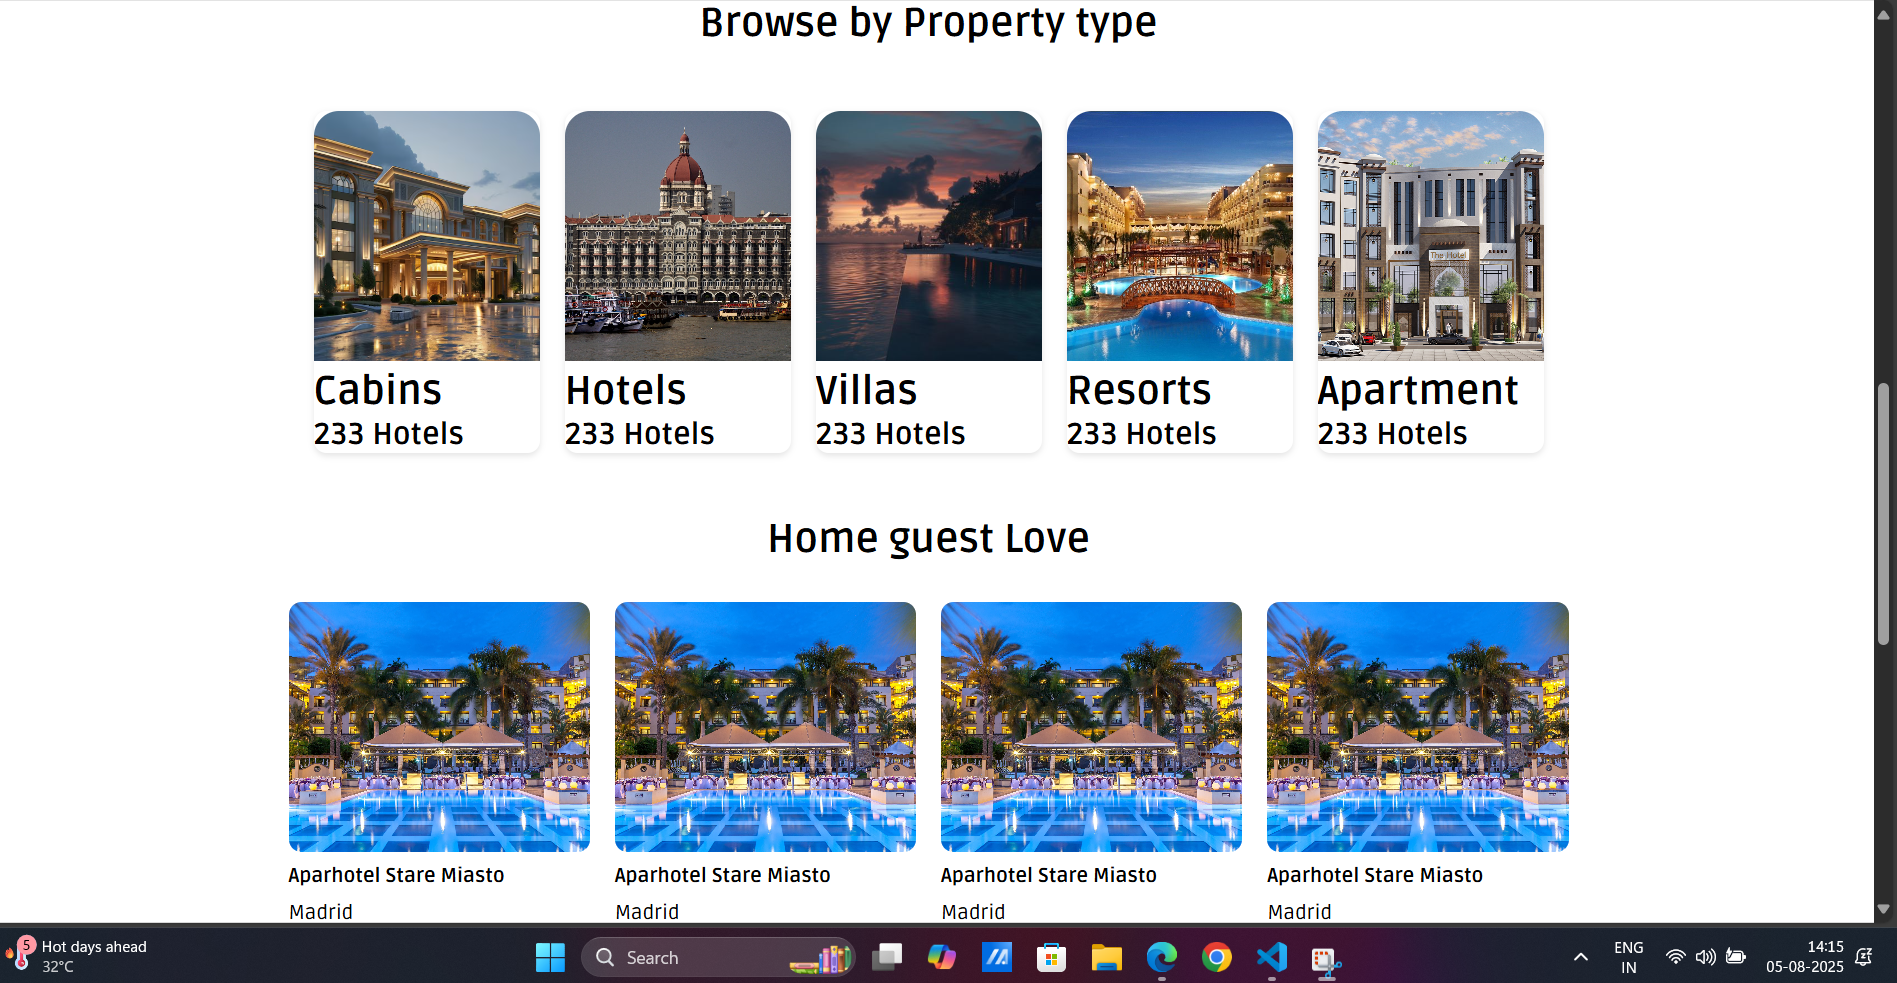 Browse by Property type
The Hotel
Cabins
233 Hotels
Hotels
233 Hotels
Villas
233 Hotels
Resorts
233 Hotels
Apartment
233 Hotels
Home guest Love
Aparhotel Stare Miasto
Madrid
Aparhotel Stare Miasto
Madrid
Aparhotel Stare Miasto
Madrid
Aparhotel Stare Miasto
Madrid
5
Hot days ahead
32°C
Search
ENG
IN
14:15
05-08-2025